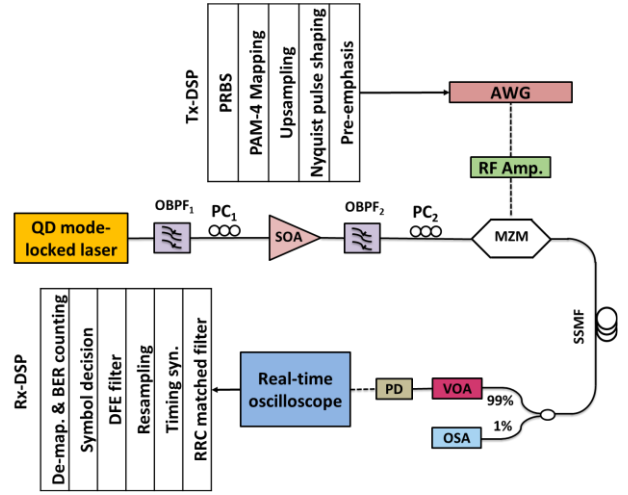 Tx-DSP
PRBS
PAM-4 Mapping
Upsampling
Nyquist pulse shaping
Pre-emphasis
AWG
RF Amp.
QD mode-
locked laser
OBPF1
PC1
SOA
OBPF2
PC2
MZM
SSMF
Rx-DSP
De-map. & BER counting
Symbol decision
DFE filter
Resampling
Timing syn.
RRC matched filter
Real-time
oscilloscope
PD
VOA
99%
1%
OSA